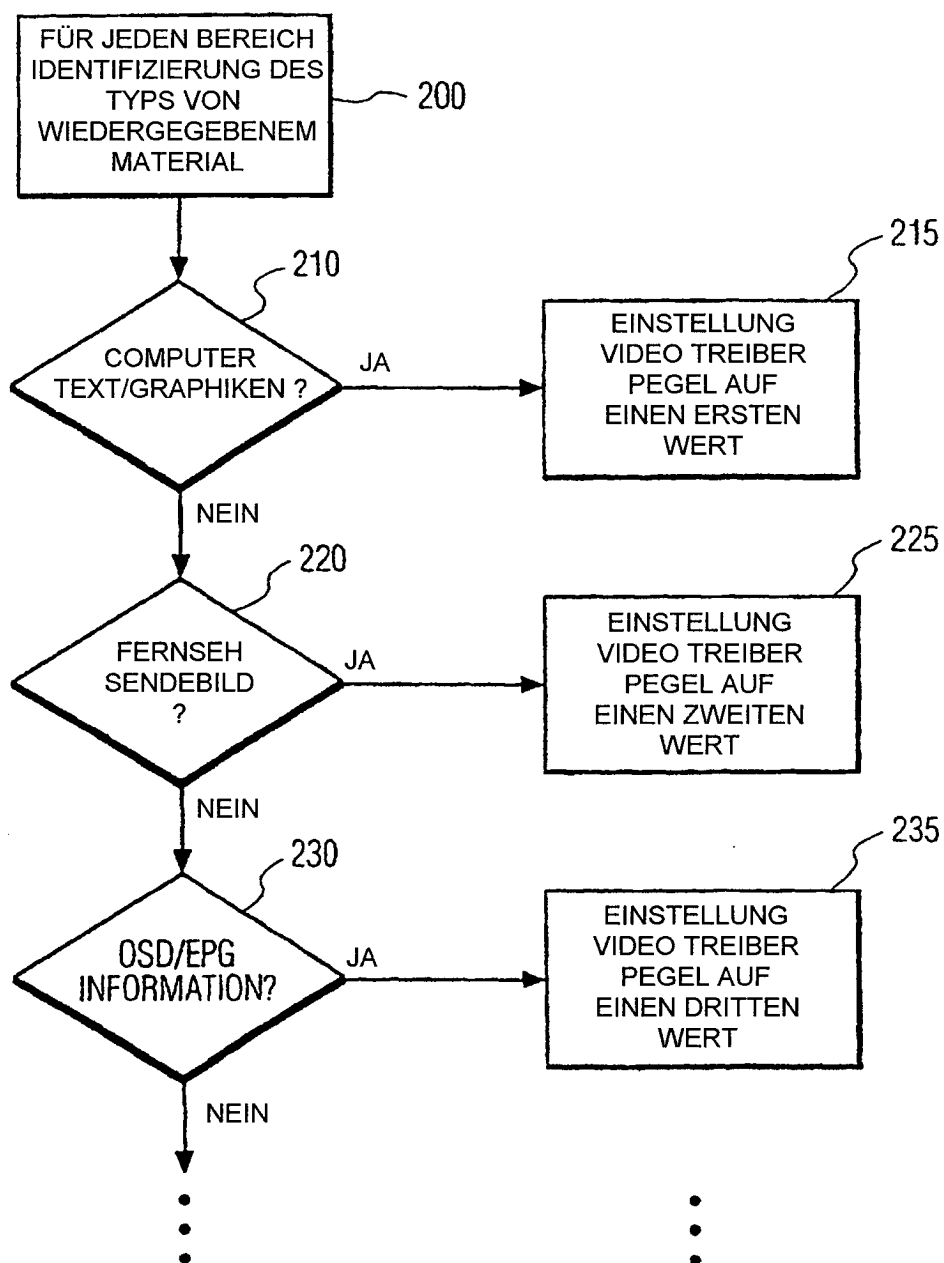 FÜR JEDEN BEREICH
IDENTIFIZIERUNG DES
TYPS VON
WIEDERGEGEBENEM
MATERIAL
200
210
COMPUTER
TEXT/GRAPHIKEN ?
JA
215
EINSTELLUNG
VIDEO TREIBER
PEGEL AUF
EINEN ERSTEN
WERT
NEIN
220
FERNSEH
SENDEBILD
?
JA
225
EINSTELLUNG
VIDEO TREIBER
PEGEL AUF
EINEN ZWEITEN
WERT
NEIN
230
OSD/EPG
INFORMATION?
JA
235
EINSTELLUNG
VIDEO TREIBER
PEGEL AUF
EINEN DRITTEN
WERT
NEIN